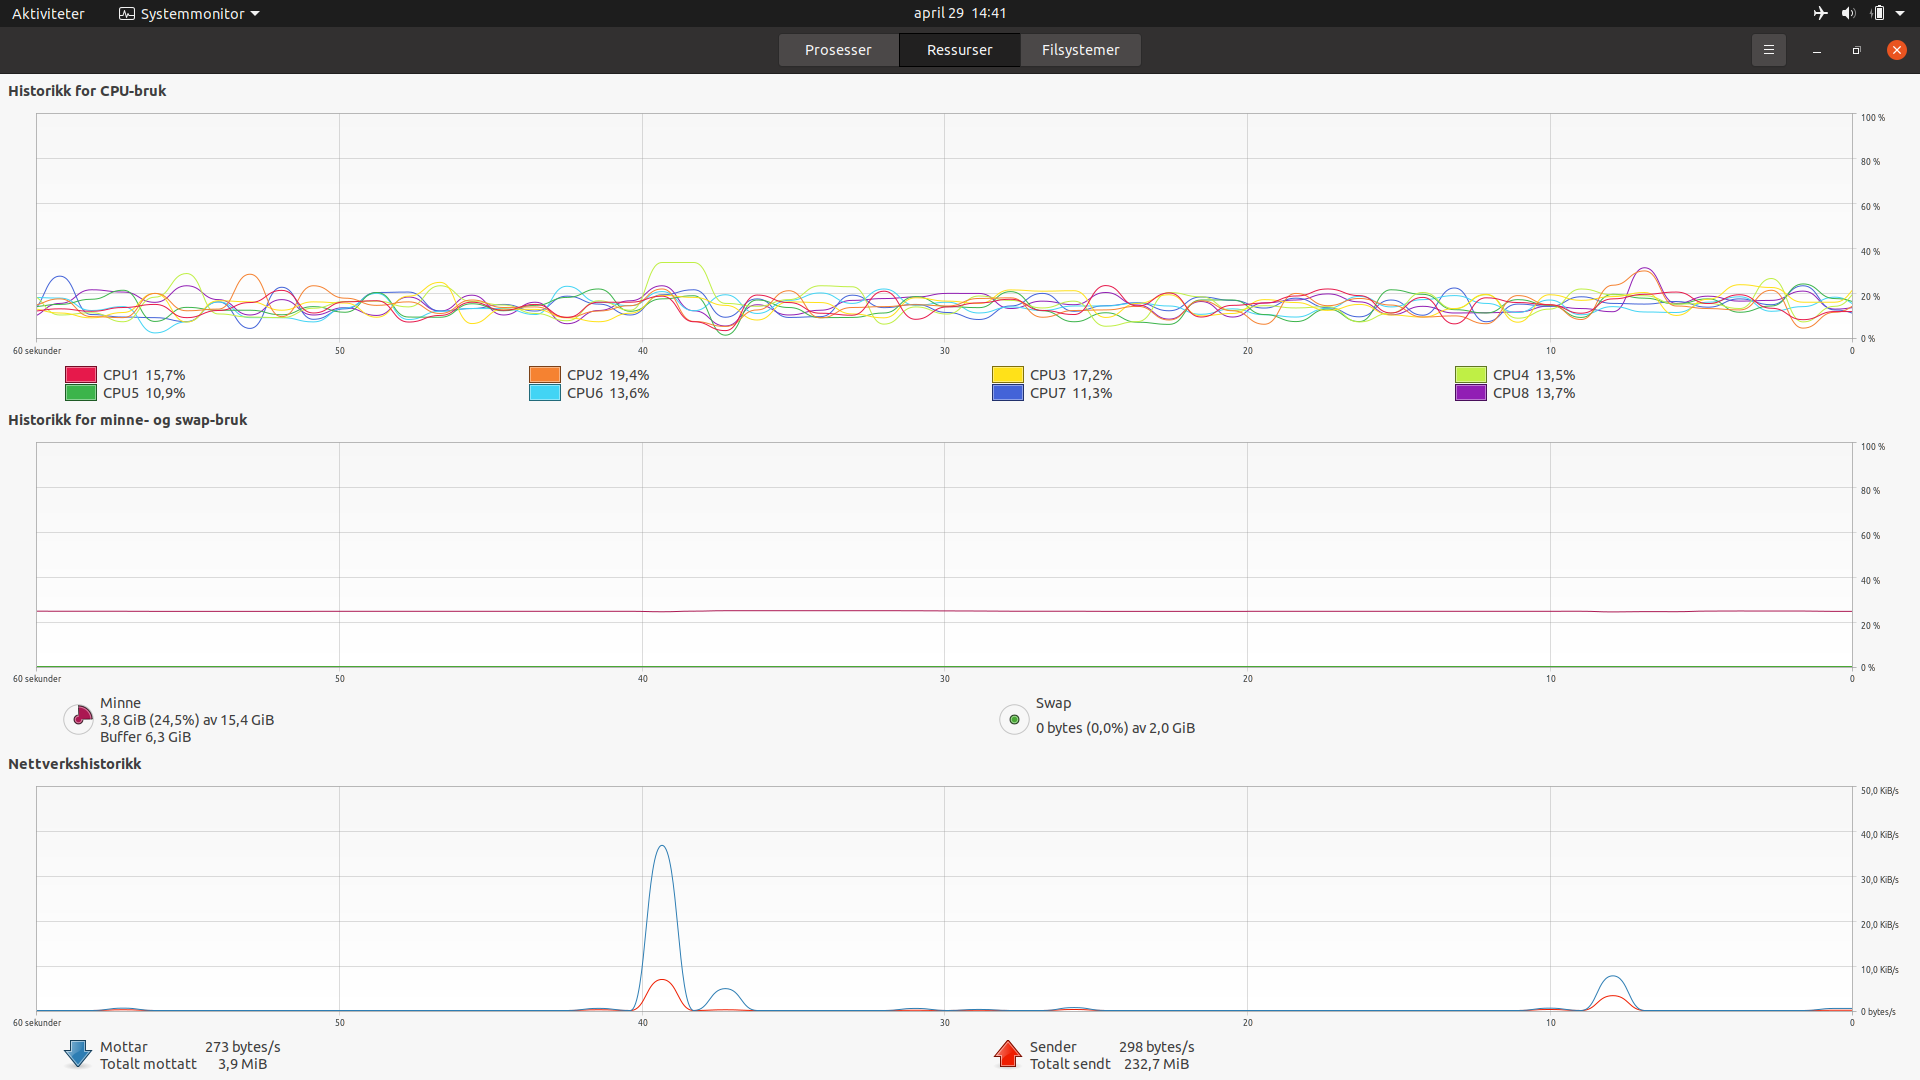 Aktiviteter Systemmonitor april 29 14:41
Prosesser Ressurser Filsystemer
Historikk for CPU-bruk
100 %
80 %
60 %
40 %
20 %
0 %
60 sekunder 50 40 30 20 10 0
CPU1 15,7% CPU2 19,4% CPU3 17,2% CPU4 13,5%
CPU5 10,9% CPU6 13,6% CPU7 11,3% CPU8 13,7%
Historikk for minne- og swap-bruk
100 %
80 %
60 %
40 %
20 %
0 %
60 sekunder 50 40 30 20 10 0
Minne
3,8 GiB (24,5%) av 15,4 GiB
Buffer 6,3 GiB
Swap
0 bytes (0,0%) av 2,0 GiB
Nettverkshistorikk
50,0 KiB/s
40,0 KiB/s
30,0 KiB/s
20,0 KiB/s
10,0 KiB/s
0 bytes/s
60 sekunder 50 40 30 20 10 0
Mottar 273 bytes/s
Totalt mottatt 3,9 MiB
Sender 298 bytes/s
Totalt sendt 232,7 MiB